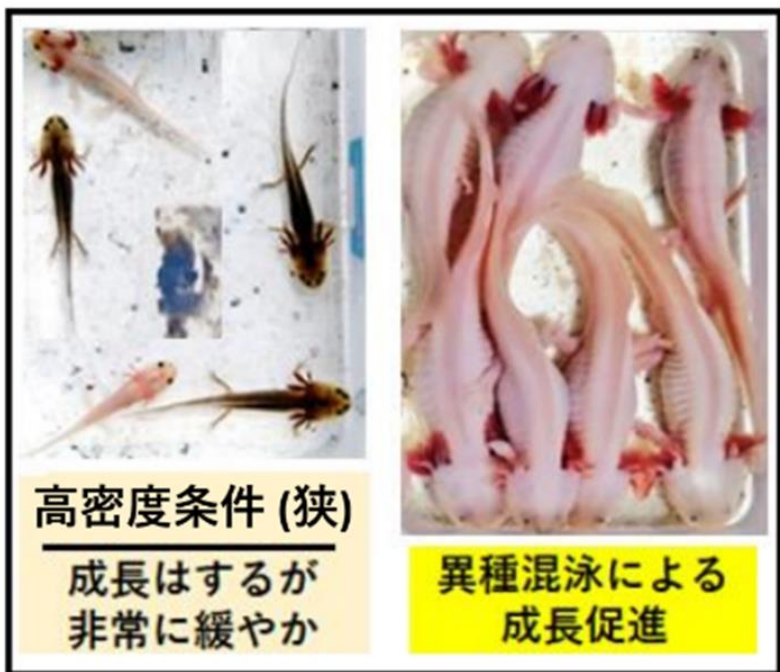 高密度条件 (狭)
成長はするが
非常に緩やか
異種混泳による
成長促進